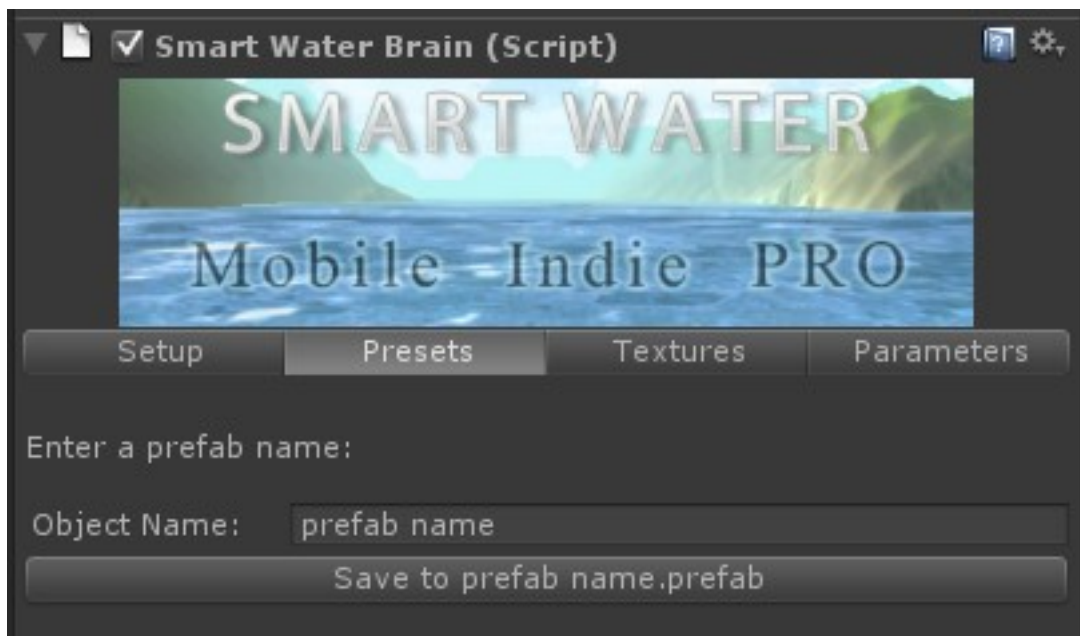 Smart Water Brain (Script)
SMART WATER
Mobile Indie PRO
Setup Presets Textures Parameters
Enter a prefab name:
Object Name: prefab name
Save to prefab name.prefab